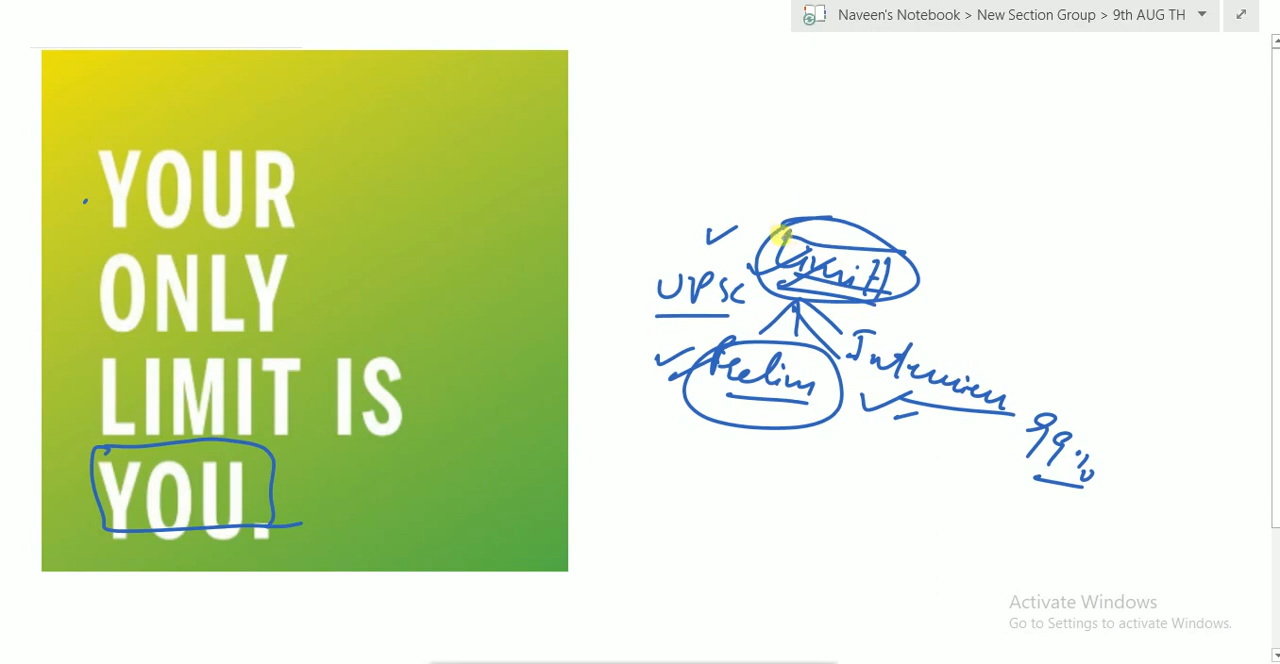 Naveen's Notebook > New Section Group > 9th AUG TH
YOUR
ONLY
LIMIT IS
YOU.
UPSC
Limit
Prelim
Interview
99%
Activate Windows
Go to Settings to activate Windows.